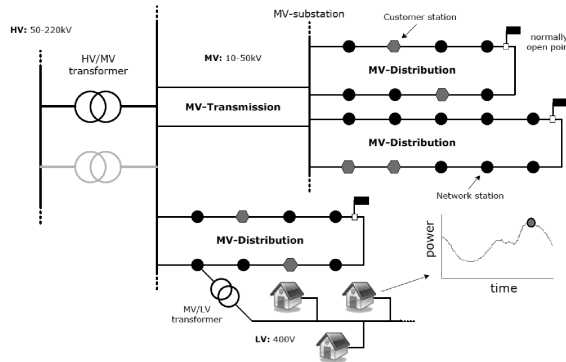 MV-substation
Customer station
HV: 50-220kV
normally
open point
HV/MV
transformer
MV: 10-50kV
MV-Distribution
MV-Transmission
MV-Distribution
Network station
MV-Distribution
power
time
MV/LV
transformer
LV: 400V